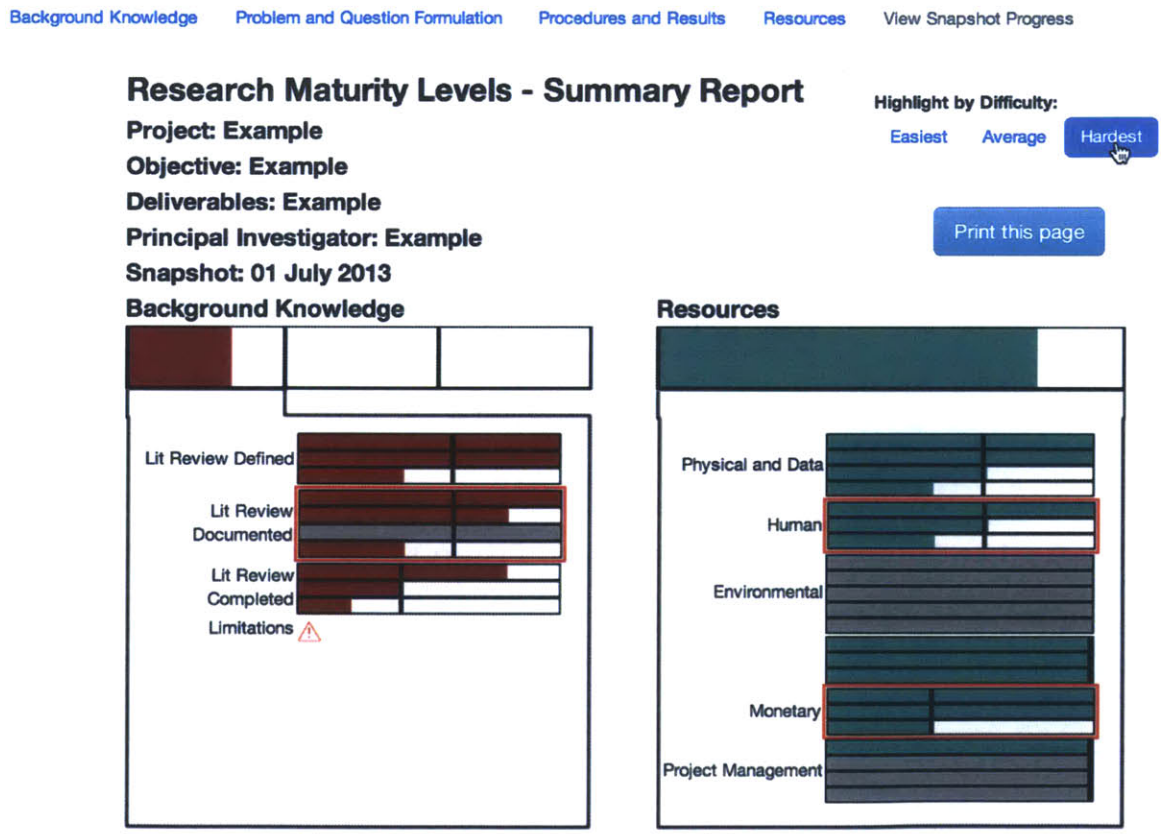 Background Knowledge Problem and Question Formulation Procedures and Results Resources View Snapshot Progress
Research Maturity Levels - Summary Report
Highlight by Difficulty:
Easiest Average Hardest
Project: Example
Objective: Example
Deliverables: Example
Principal Investigator: Example
Print this page
Snapshot: 01 July 2013
Background Knowledge
Lit Review Defined
Lit Review
Documented
Lit Review
Completed
Limitations
Resources
Physical and Data
Human
Environmental
Monetary
Project Management